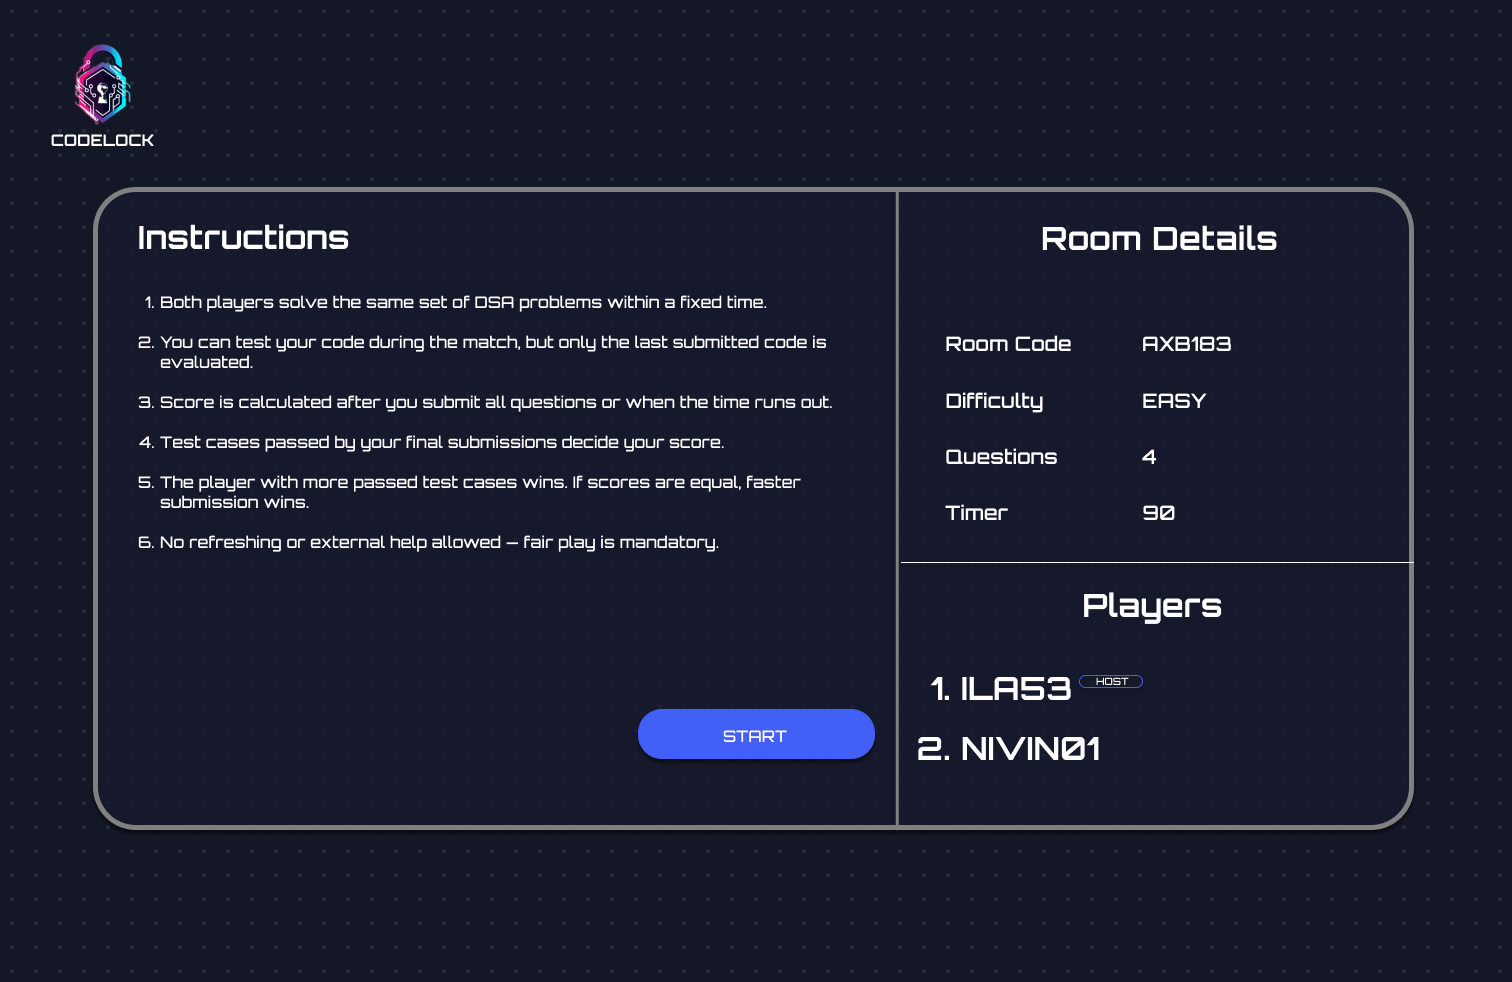 CODELOCK
Instructions
1. Both players solve the same set of DSA problems within a fixed time.
2. You can test your code during the match, but only the last submitted code is
evaluated.
3. Score is calculated after you submit all questions or when the time runs out.
4. Test cases passed by your final submissions decide your score.
5. The player with more passed test cases wins. If scores are equal, faster
submission wins.
6. No refreshing or external help allowed — fair play is mandatory.
START
Room Details
Room Code AXB183
Difficulty EASY
Questions 4
Timer 90
Players
1. ILA53 HOST
2. NIVIN01